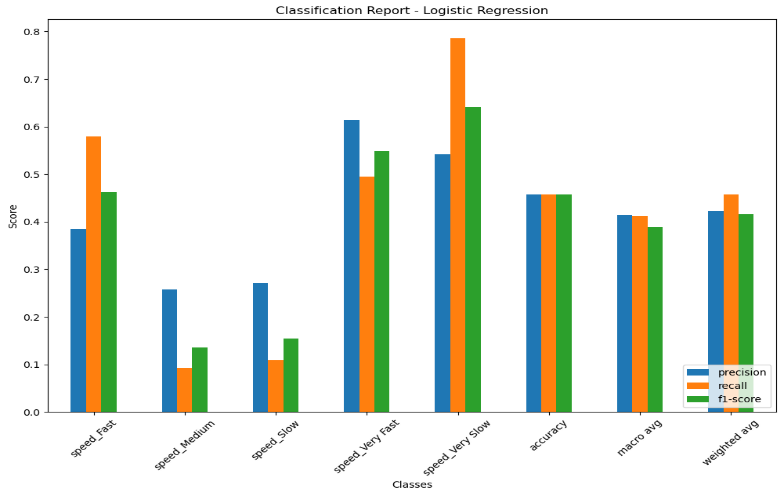 Classification Report - Logistic Regression
Score
0.8
0.7
0.6
0.5
0.4
0.3
0.2
0.1
0.0
precision
recall
f1-score
speed_Fast
speed_Medium
speed_Slow
speed_Very Fast
speed_Very Slow
accuracy
macro avg
weighted avg
Classes